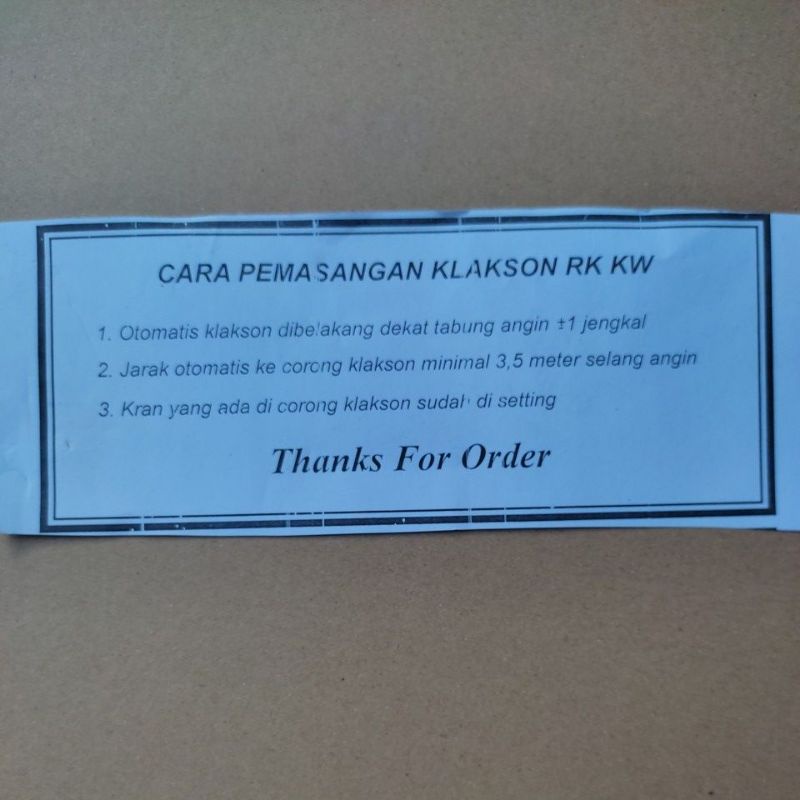 CARA PEMASANGAN KLAKSON RK KW
1. Otomatis klakson dibelakang dekat tabung angin ±1 jengkal
2. Jarak otomatis ke corong klakson minimal 3,5 meter selang angin
3. Kran yang ada di corong klakson sudah di setting
Thanks For Order